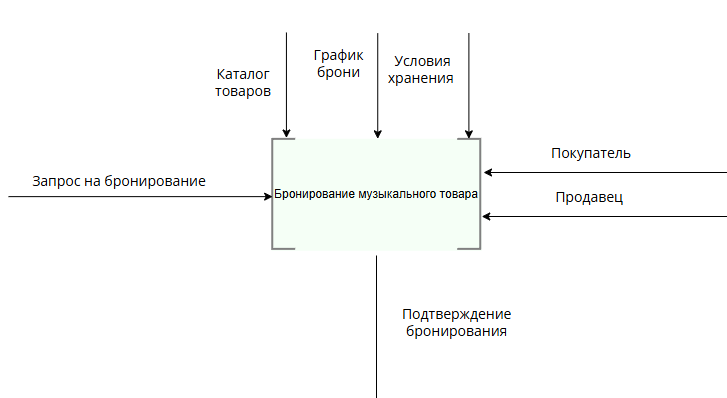 График
брони
Условия
хранения
Каталог
товаров
Покупатель
Запрос на бронирование
Бронирование музыкального товара
Продавец
Подтверждение
бронирования